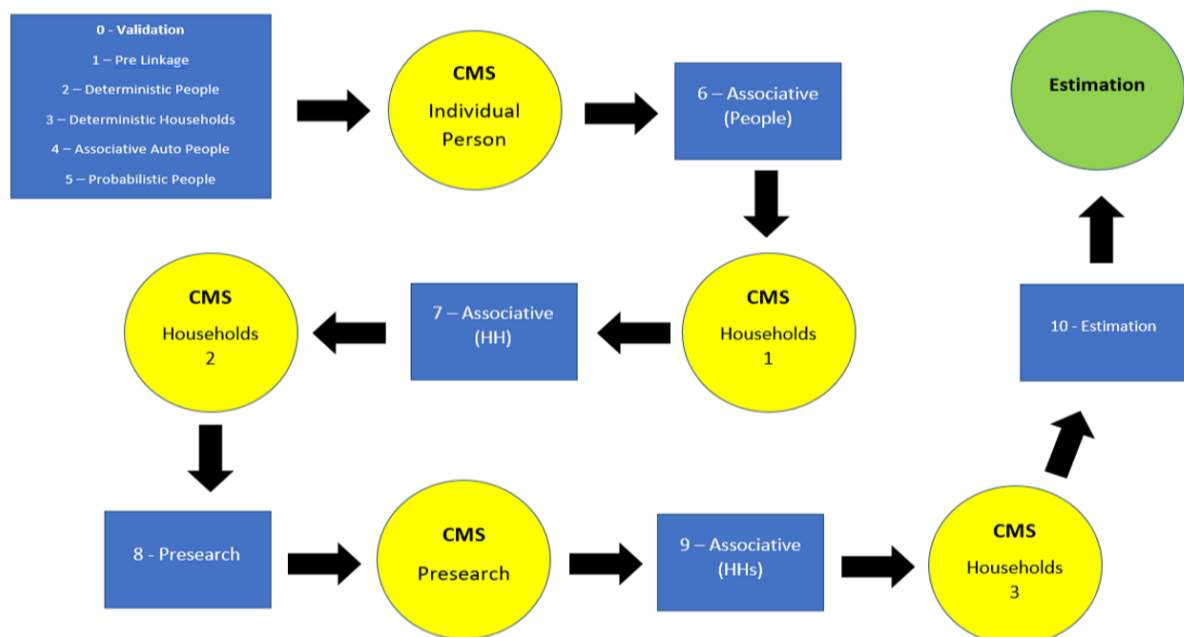 0 - Validation
1 – Pre Linkage
2 – Deterministic People
3 – Deterministic Households
4 – Associative Auto People
5 – Probabilistic People
CMS
Individual
Person
6 – Associative
(People)
Estimation
CMS
Households
2
7 – Associative
(HH)
CMS
Households
1
10 - Estimation
8 - Presearch
CMS
Presearch
9 – Associative
(HHs)
CMS
Households
3